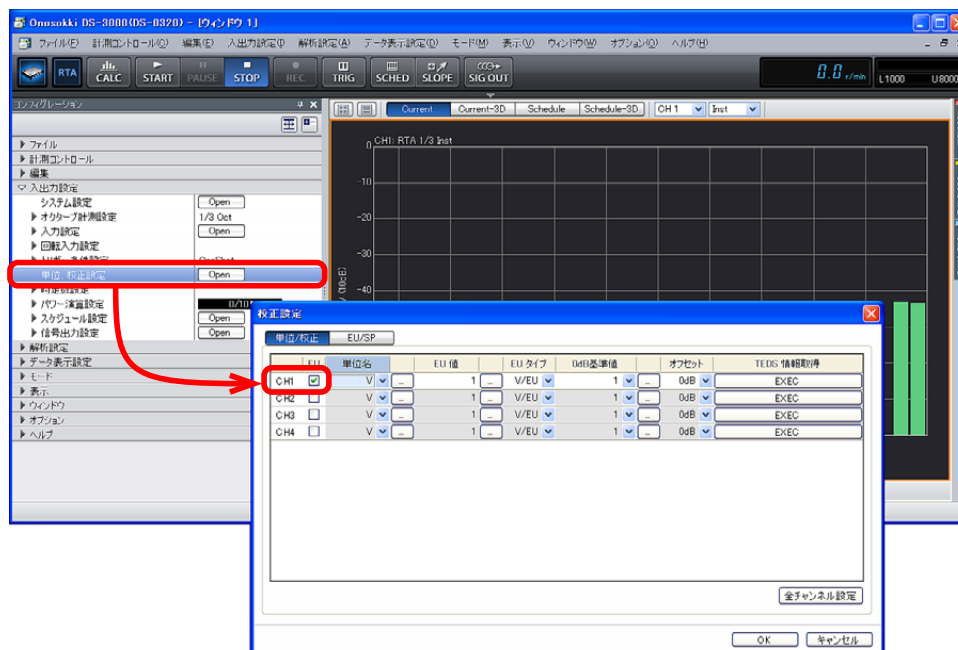 Onosokki DS-3000(DS-0320) - [ウィンドウ 1]
ファイル(F) 計測コントロール(C) 編集(E) 入出力設定(I) 解析設定(A) データ表示設定(D) モード(M) 表示(V) ウィンドウ(W) オプション(O) ヘルプ(H)
RTA CALC START PAUSE STOP REC TRIG SCHED SLOPE SIG OUT 0.0 r/min L1000 U8000
コンフィグレーション
Current Current-3D Schedule Schedule-3D CH 1 Inst
CH1: RTA 1/3 Inst
0
-10
-20
-30
-40
ファイル
計測コントロール
編集
入出力設定
システム設定 Open
オクターブ計測設定 1/3 Oct
入力設定 Open
回転入力設定
単位、校正設定 Open
パワー演算設定
スケジュール設定 Open
信号出力設定 Open
解析設定
データ表示設定
モード
表示
ウィンドウ
オプション
ヘルプ
校正設定
単位/校正 EU/SP
EU 単位名 EU 値 EU タイプ 0dB基準値 オフセット TEDS 情報取得
CH1 V ... 1 ... V/EU 1 ... 0dB EXEC
CH2 V ... 1 ... V/EU 1 ... 0dB EXEC
CH3 V ... 1 ... V/EU 1 ... 0dB EXEC
CH4 V ... 1 ... V/EU 1 ... 0dB EXEC
全チャンネル設定
OK キャンセル